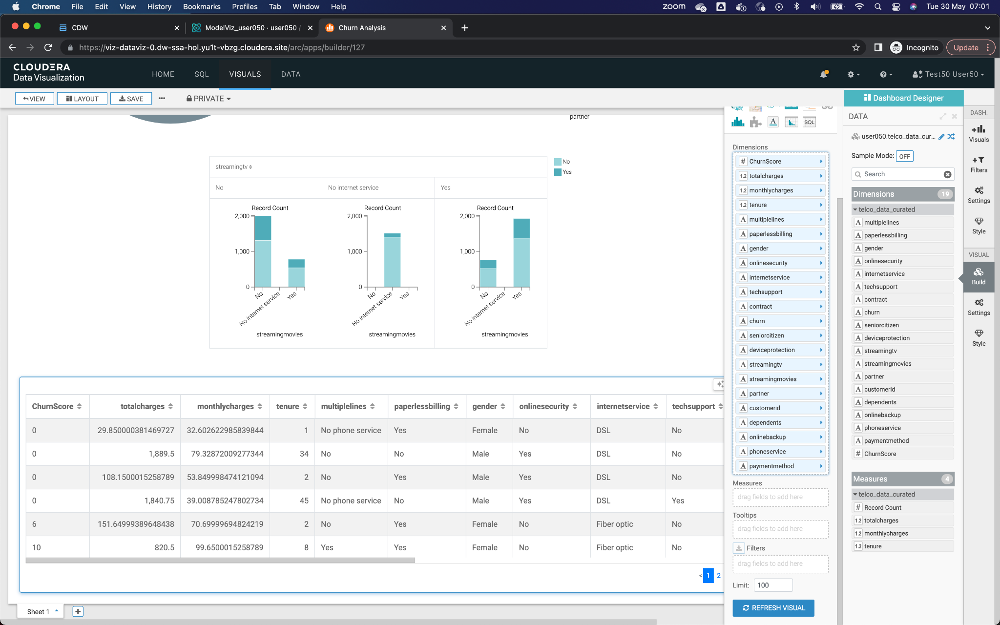 Chrome File Edit View History Bookmarks Profiles Tab Window Help
zoom Tue 30 May 07:01
CDW
ModelViz_user050 · user050 /
Churn Analysis
https://viz-dataviz-0.dw-ssa-hol.yu1t-vbzg.cloudera.site/arc/apps/builder/127
Incognito
Update
CLOUDERA
Data Visualization
HOME SQL VISUALS DATA
Test50 User50
VIEW LAYOUT SAVE PRIVATE
Dashboard Designer
partner
streamingtv
No No internet service Yes
No
Yes
Record Count
2,000
1,000
0
No
No internet service
Yes
streamingmovies
Record Count
2,000
1,000
0
No
No internet service
Yes
streamingmovies
Record Count
2,000
1,000
0
No
No internet service
Yes
streamingmovies
ChurnScore totalcharges monthlycharges tenure multiplelines paperlessbilling gender onlinesecurity internetservice techsupport
0 29.850000381469727 32.602622985839844 1 No phone service Yes Female No DSL No
0 1,889.5 79.32872009277344 34 No No Male Yes DSL No
0 108.1500015258789 53.849998474121094 2 No Yes Male Yes DSL No
0 1,840.75 39.008785247802734 45 No phone service No Male Yes DSL Yes
6 151.64999389648438 70.69999694824219 2 No Yes Female No Fiber optic No
10 820.5 99.6500015258789 8 Yes Yes Female No Fiber optic No
< 1 2
Sheet 1 +
A SQL
Dimensions
# ChurnScore
1.2 totalcharges
1.2 monthlycharges
1.2 tenure
A multiplelines
A paperlessbilling
A gender
A onlinesecurity
A internetservice
A techsupport
A contract
A churn
A seniorcitizen
A deviceprotection
A streamingtv
A streamingmovies
A partner
A customerid
A dependents
A onlinebackup
A phoneservice
A paymentmethod
Measures
drag fields to add here
Tooltips
drag fields to add here
Filters
drag fields to add here
Limit: 100
REFRESH VISUAL
DATA
user050.telco_data_cur...
Sample Mode: OFF
Search
Dimensions 19
telco_data_curated
A multiplelines
A paperlessbilling
A gender
A onlinesecurity
A internetservice
A techsupport
A contract
A churn
A seniorcitizen
A deviceprotection
A streamingtv
A streamingmovies
A partner
A customerid
A dependents
A onlinebackup
A phoneservice
A paymentmethod
# ChurnScore
Measures 4
telco_data_curated
# Record Count
1.2 totalcharges
1.2 monthlycharges
1.2 tenure
DASH.
Visuals
Filters
Settings
Style
VISUAL
Build
Settings
Style